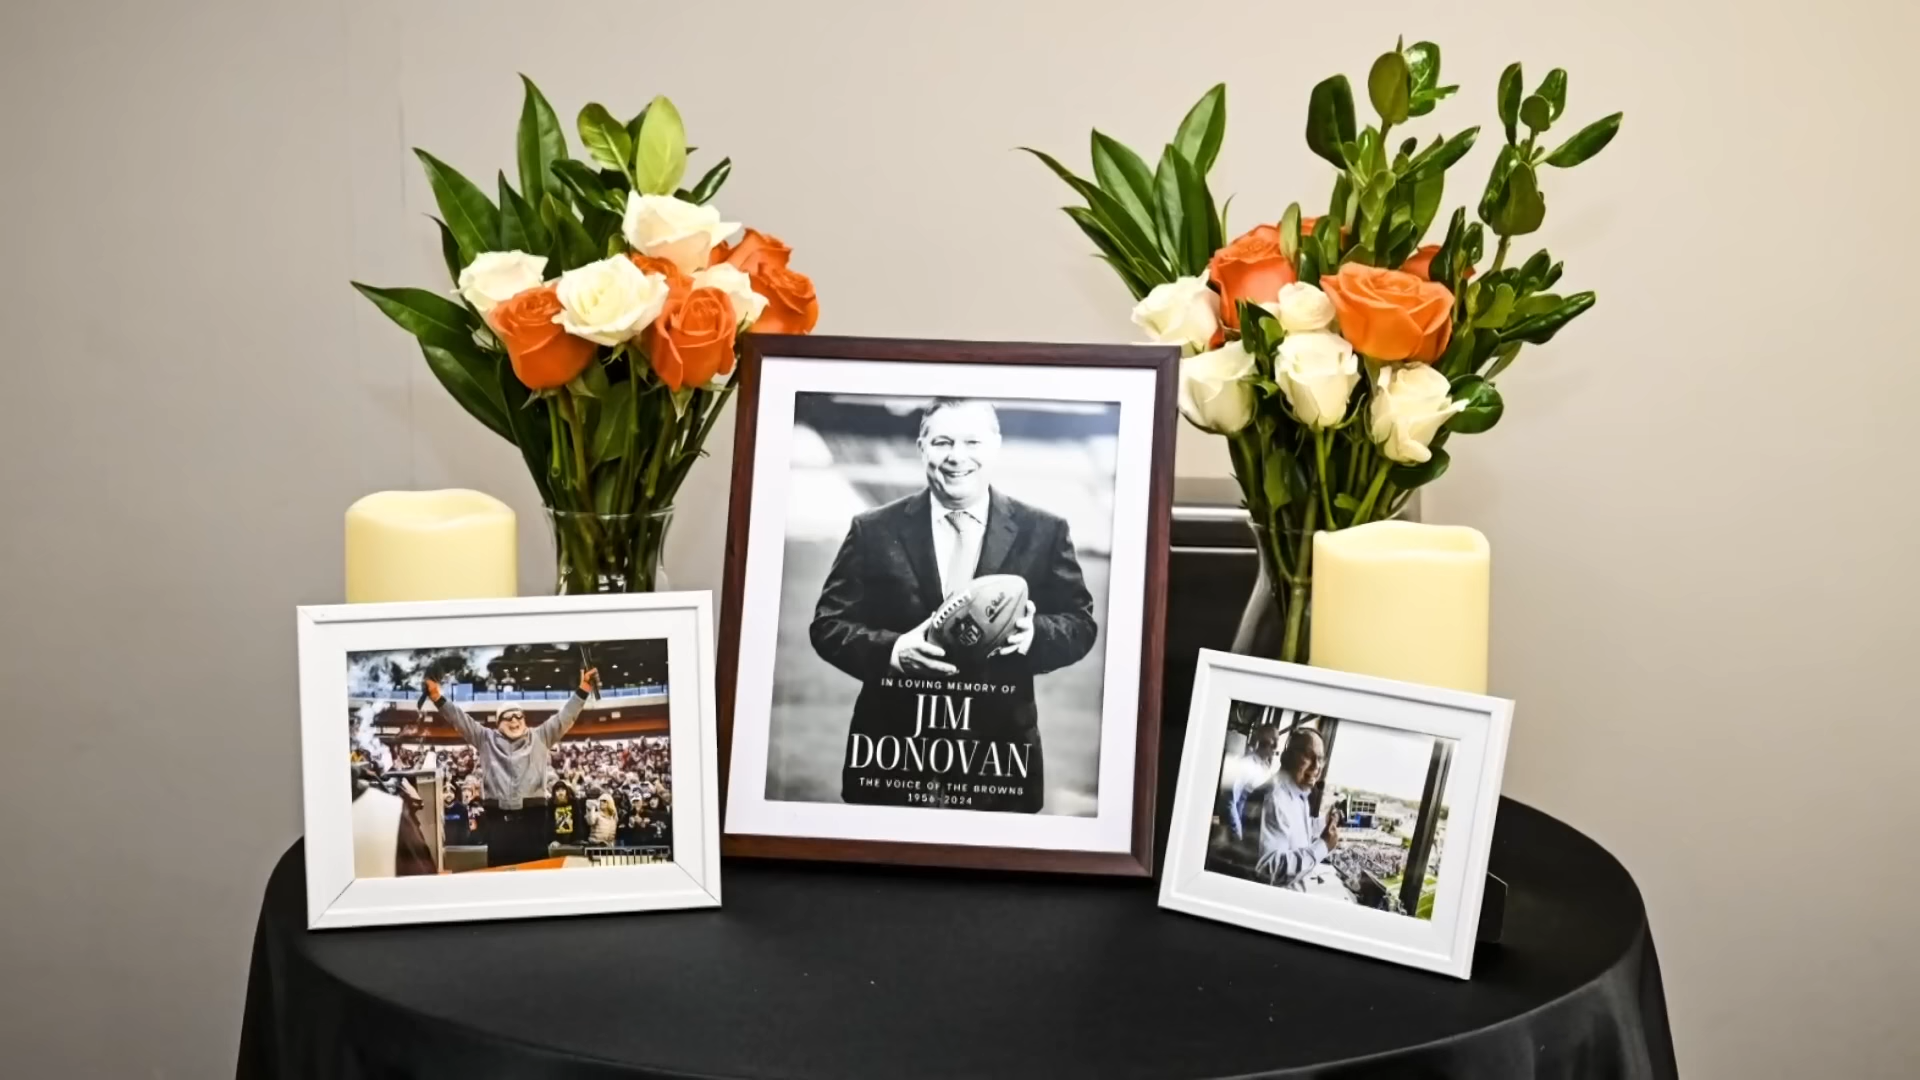 IN LOVING MEMORY OF
JIM
DONOVAN
THE VOICE OF THE BROWNS
1956-2024